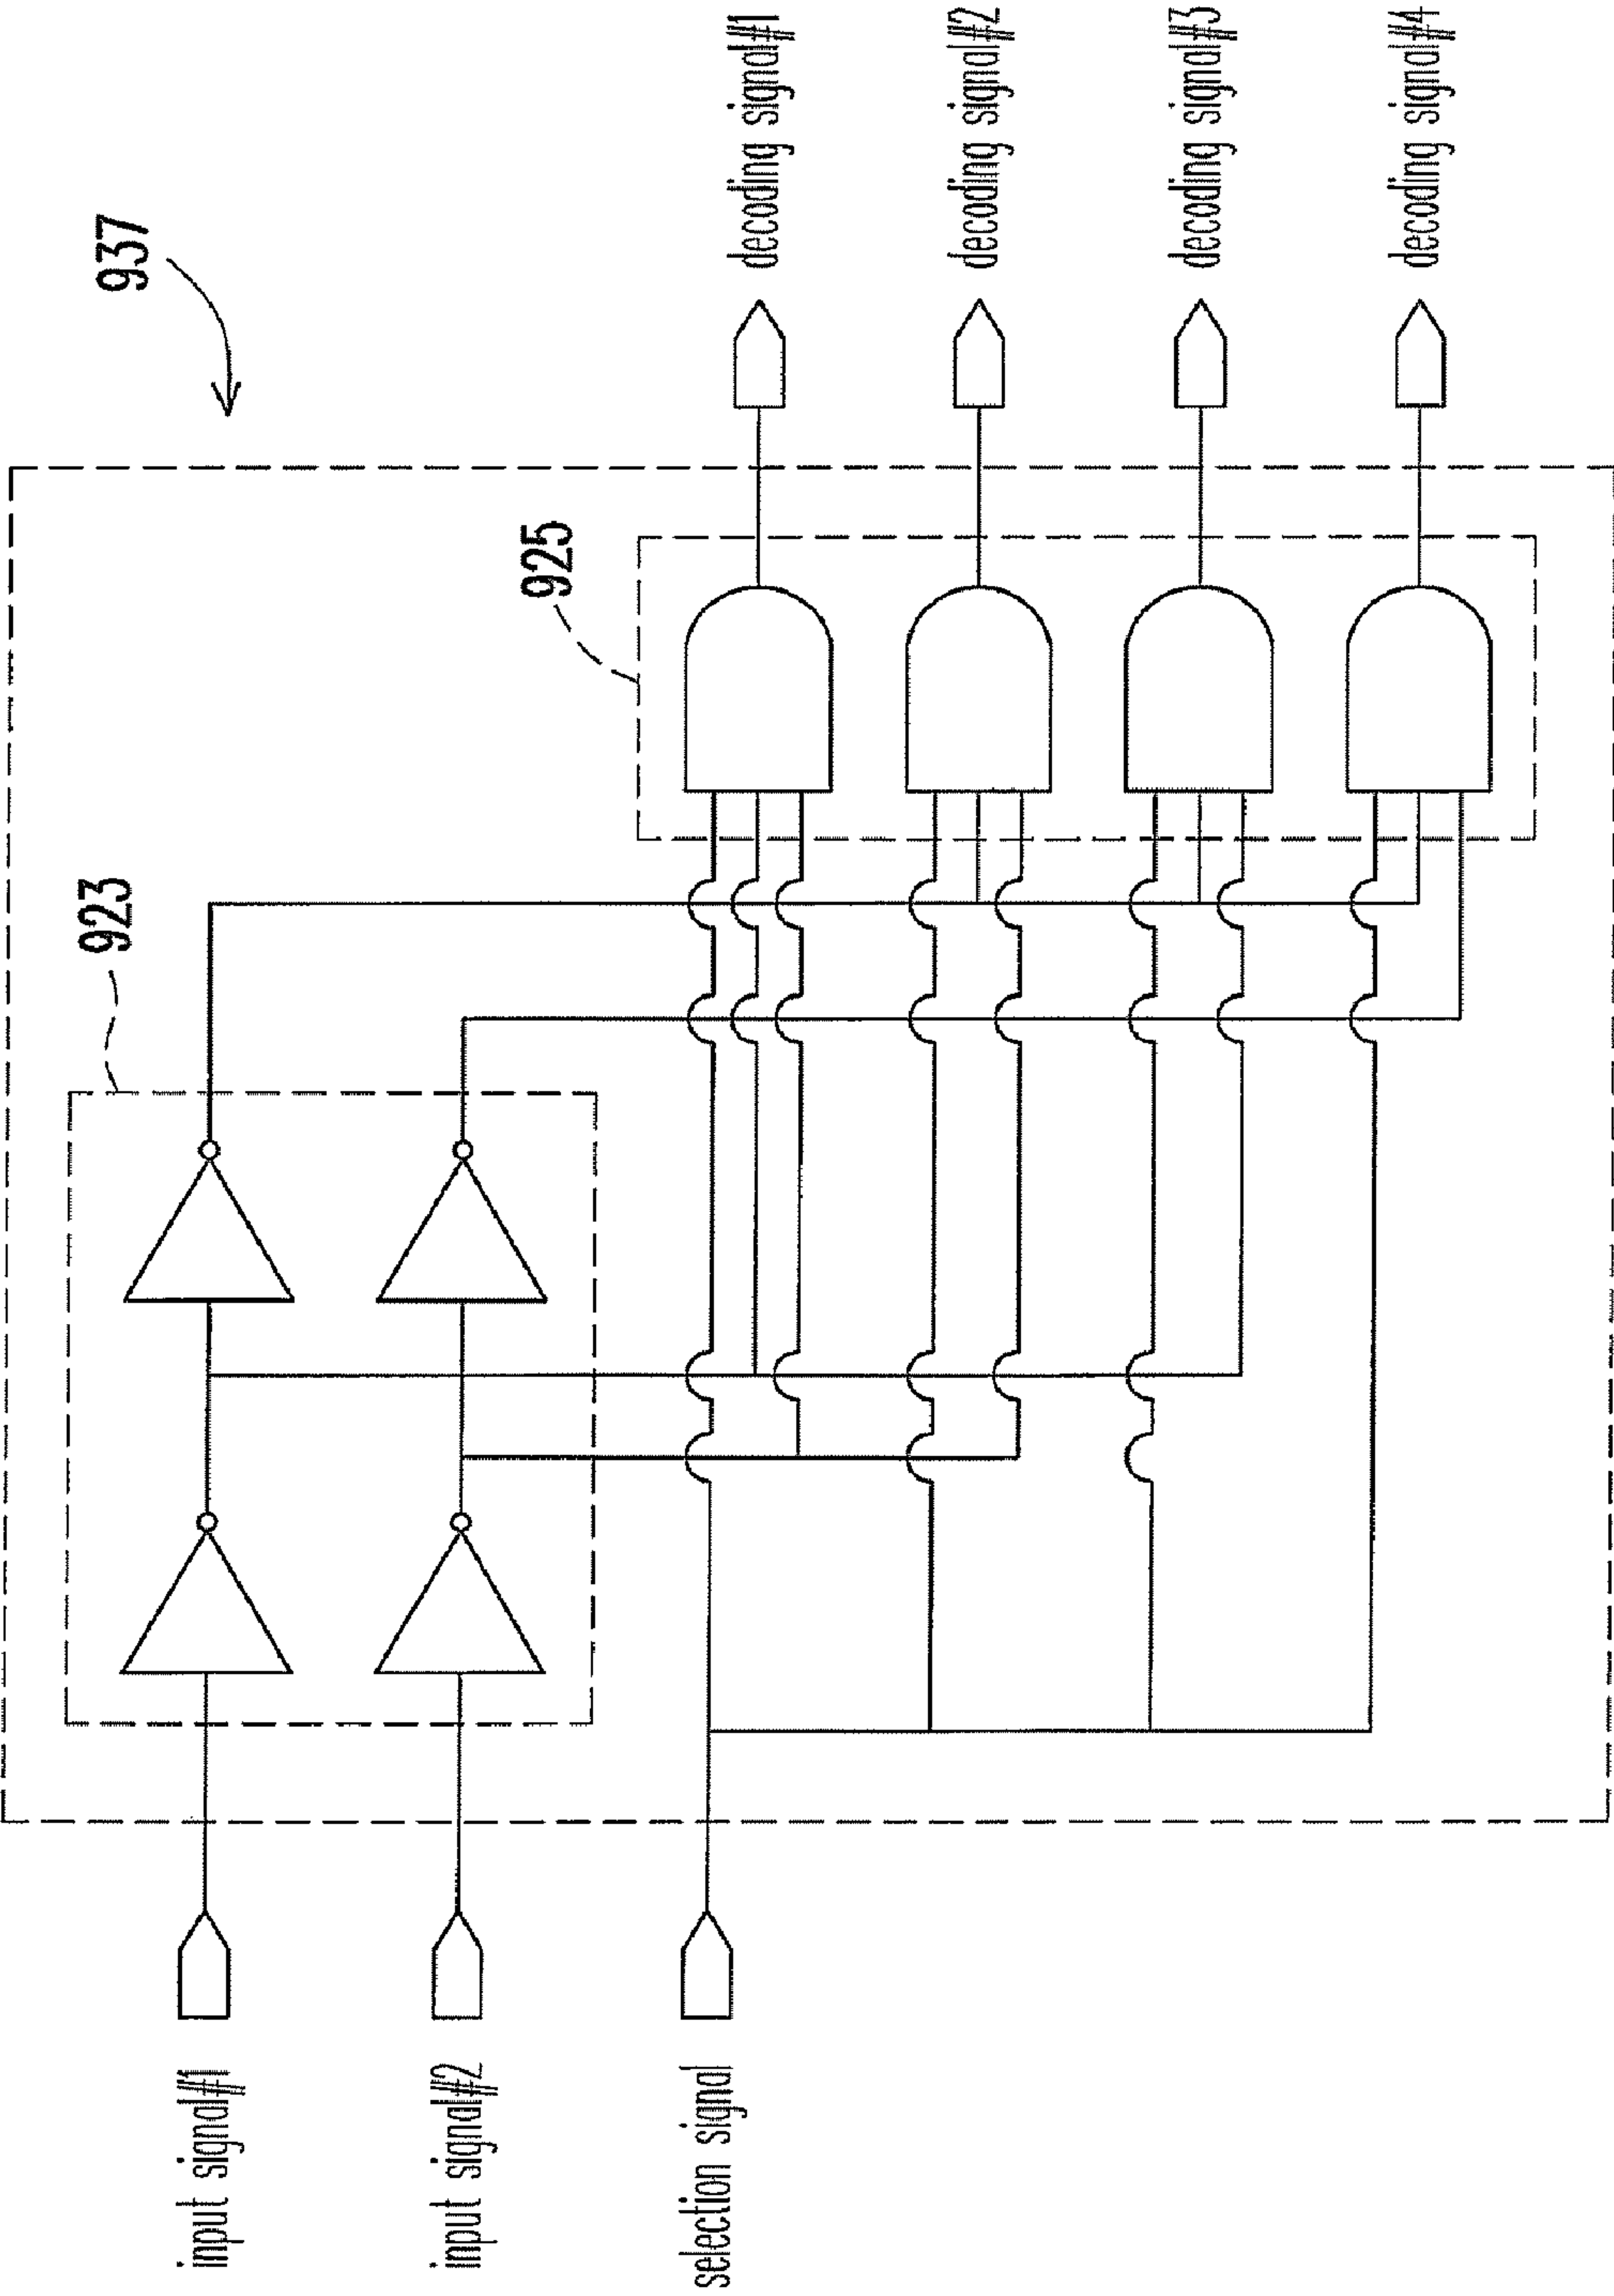 937
923
925
input signal#1
input signal#2
selection signal
decoding signal#1
decoding signal#2
decoding signal#3
decoding signal#4